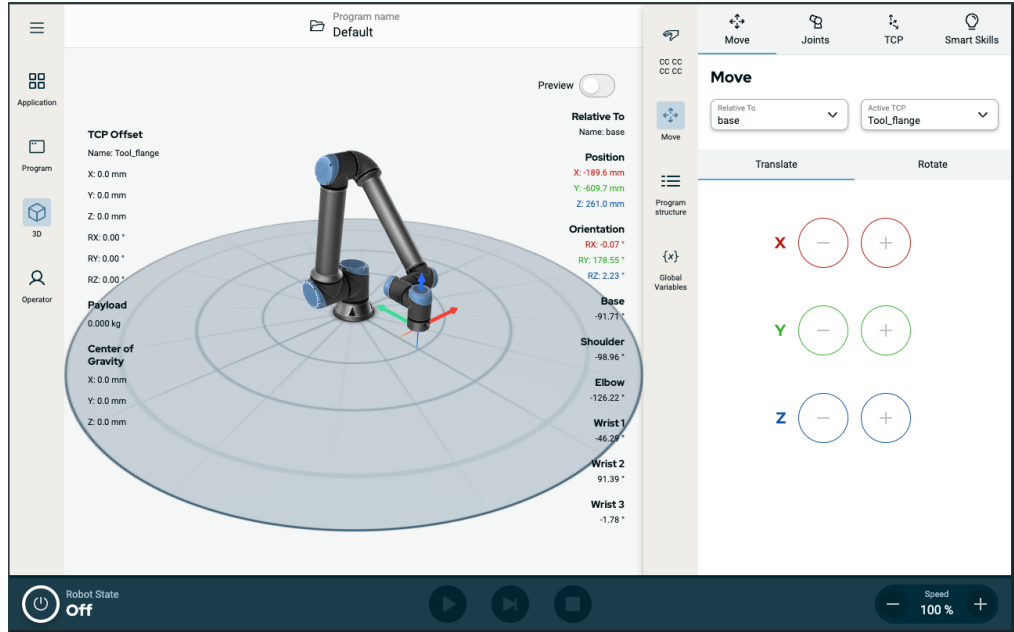 Program name
Default
Application
Program
3D
Operator
Preview
TCP Offset
Name: Tool_flange
X: 0.0 mm
Y: 0.0 mm
Z: 0.0 mm
RX: 0.00 °
RY: 0.00 °
RZ: 0.00 °
Payload
0.000 kg
Center of
Gravity
X: 0.0 mm
Y: 0.0 mm
Z: 0.0 mm
Relative To
Name: base
Position
X: -189.6 mm
Y: -609.7 mm
Z: 261.0 mm
Orientation
RX: -0.07 °
RY: 178.55 °
RZ: 2.23 °
Base
-91.71 °
Shoulder
-98.96 °
Elbow
-126.22 °
Wrist 1
-46.29 °
Wrist 2
91.39 °
Wrist 3
-1.78 °
CC CC
CC CC
Move
Program
structure
{x}
Global
Variables
Move
Joints
TCP
Smart Skills
Move
Relative To
base
Active TCP
Tool_flange
Translate
Rotate
X − +
Y − +
Z − +
Robot State
Off
Speed
− 100 % +